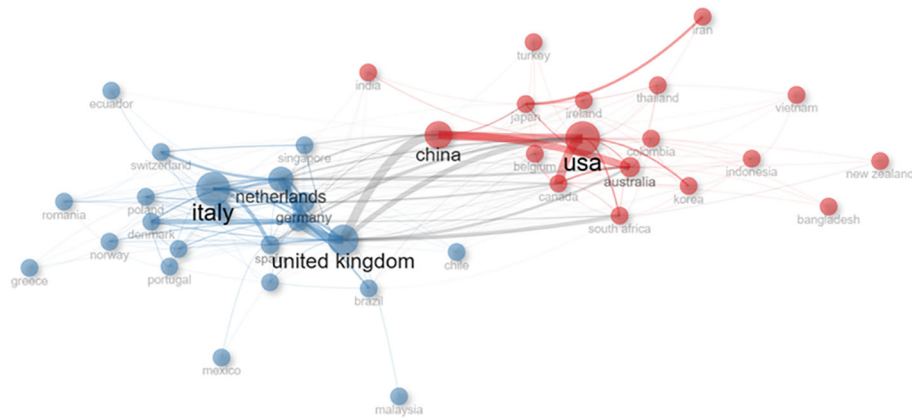 iran
turkey
india
ecuador
thailand
vietnam
japan
ireland
colombia
singapore
switzerland
china
belgium
usa
indonesia
new zealand
australia
canada
korea
netherlands
romania
poland
italy
germany
bangladesh
denmark
south africa
norway
united kingdom
chile
greece
portugal
brazil
mexico
malaysia